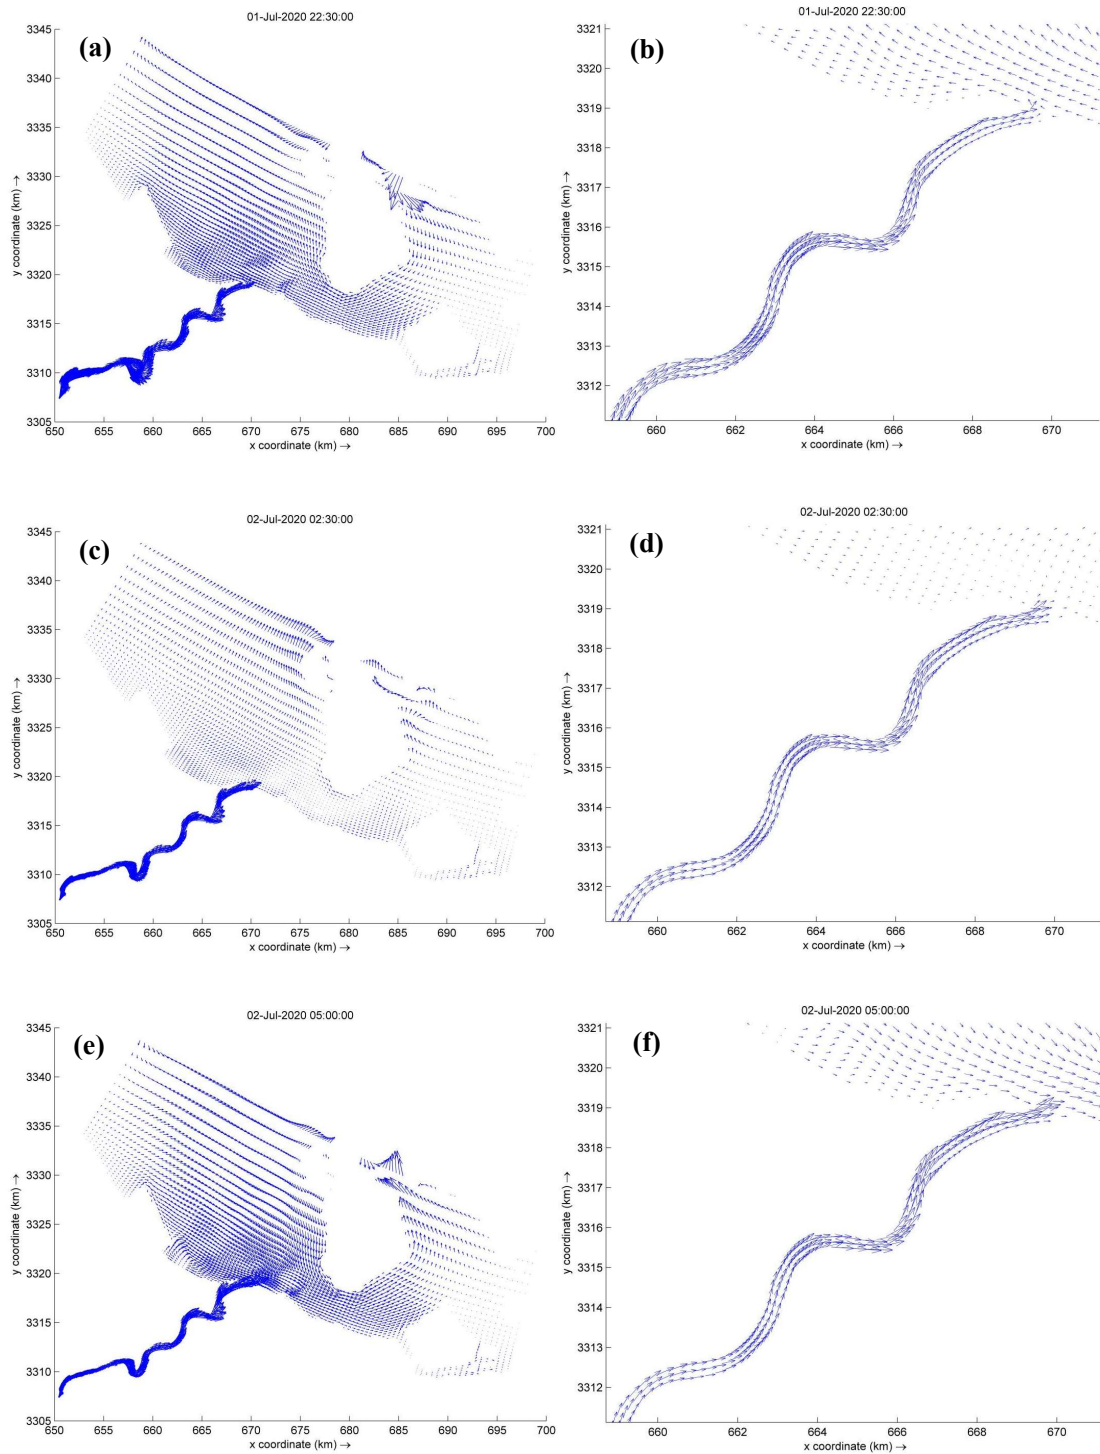 01-Jul-2020 22:30:00
(a)
3345
3340
3335
3330
3325
3320
3315
3310
3305
y coordinate (km) →
650 655 660 665 670 675 680 685 690 695 700
x coordinate (km) →
01-Jul-2020 22:30:00
(b)
3321
3320
3319
3318
3317
3316
3315
3314
3313
3312
y coordinate (km) →
660 662 664 666 668 670
x coordinate (km) →
02-Jul-2020 02:30:00
(c)
3345
3340
3335
3330
3325
3320
3315
3310
3305
y coordinate (km) →
650 655 660 665 670 675 680 685 690 695 700
x coordinate (km) →
02-Jul-2020 02:30:00
(d)
3321
3320
3319
3318
3317
3316
3315
3314
3313
3312
y coordinate (km) →
660 662 664 666 668 670
x coordinate (km) →
02-Jul-2020 05:00:00
(e)
3345
3340
3335
3330
3325
3320
3315
3310
3305
y coordinate (km) →
650 655 660 665 670 675 680 685 690 695 700
x coordinate (km) →
02-Jul-2020 05:00:00
(f)
3321
3320
3319
3318
3317
3316
3315
3314
3313
3312
y coordinate (km) →
660 662 664 666 668 670
x coordinate (km) →